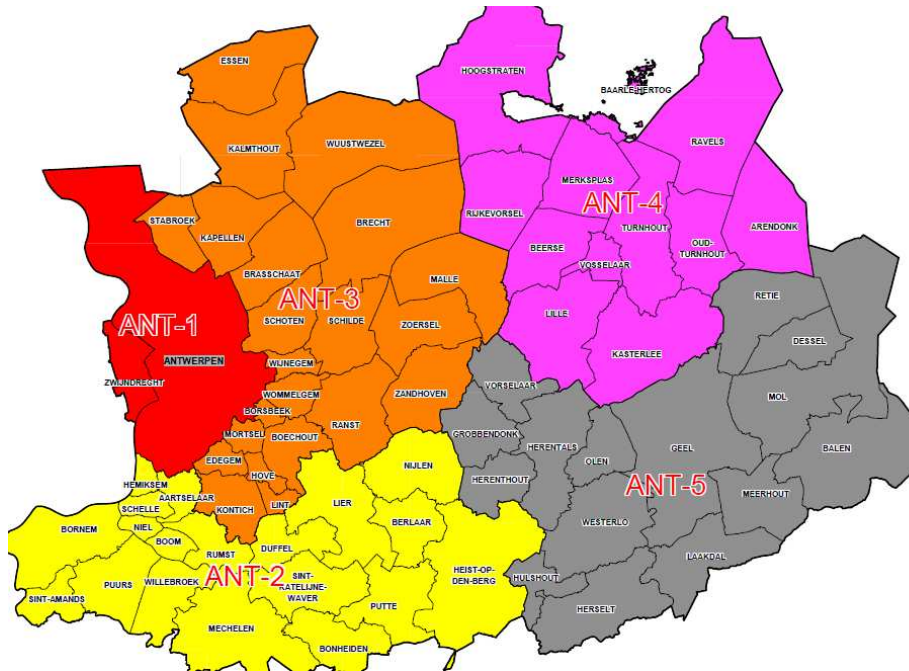 ESSEN
HOOGSTRATEN
BAARLE-HERTOG
KALMTHOUT
WUUSTWEZEL
RAVELS
MERKSPLAS
STABROEK
KAPELLEN
BRECHT
RIJKEVORSEL
ANT-4
TURNHOUT
ARENDONK
BEERSE
OUD-
TURNHOUT
VOSSELAAR
BRASSCHAAT
MALLE
ANT-3
RETIE
ANT-1
SCHOTEN
SCHILDE
ZOERSEL
LILLE
DESSEL
ANTWERPEN
WIJNEGEM
KASTERLEE
ZWIJNDRECHT
WOMMELGEM
ZANDHOVEN
VORSELAAR
MOL
BORSBEEK
RANST
MORTSEL
BOECHOUT
GROBBENDONK
HERENTALS
GEEL
BALEN
EDEGEM
OLEN
NIJLEN
HOVE
HERENTHOUT
ANT-5
MEERHOUT
HEMIKSEM
AARTSELAAR
KONTICH
LINT
LIER
SCHELLE
BORNEM
NIEL
BERLAAR
WESTERLO
BOOM
RUMST
DUFFEL
LAAKDAL
HEIST-OP-
DEN-BERG
ANT-2
PUURS
WILLEBROEK
SINT-
KATELIJNE-
WAVER
HULSHOUT
SINT-AMANDS
PUTTE
HERSELT
MECHELEN
BONHEIDEN